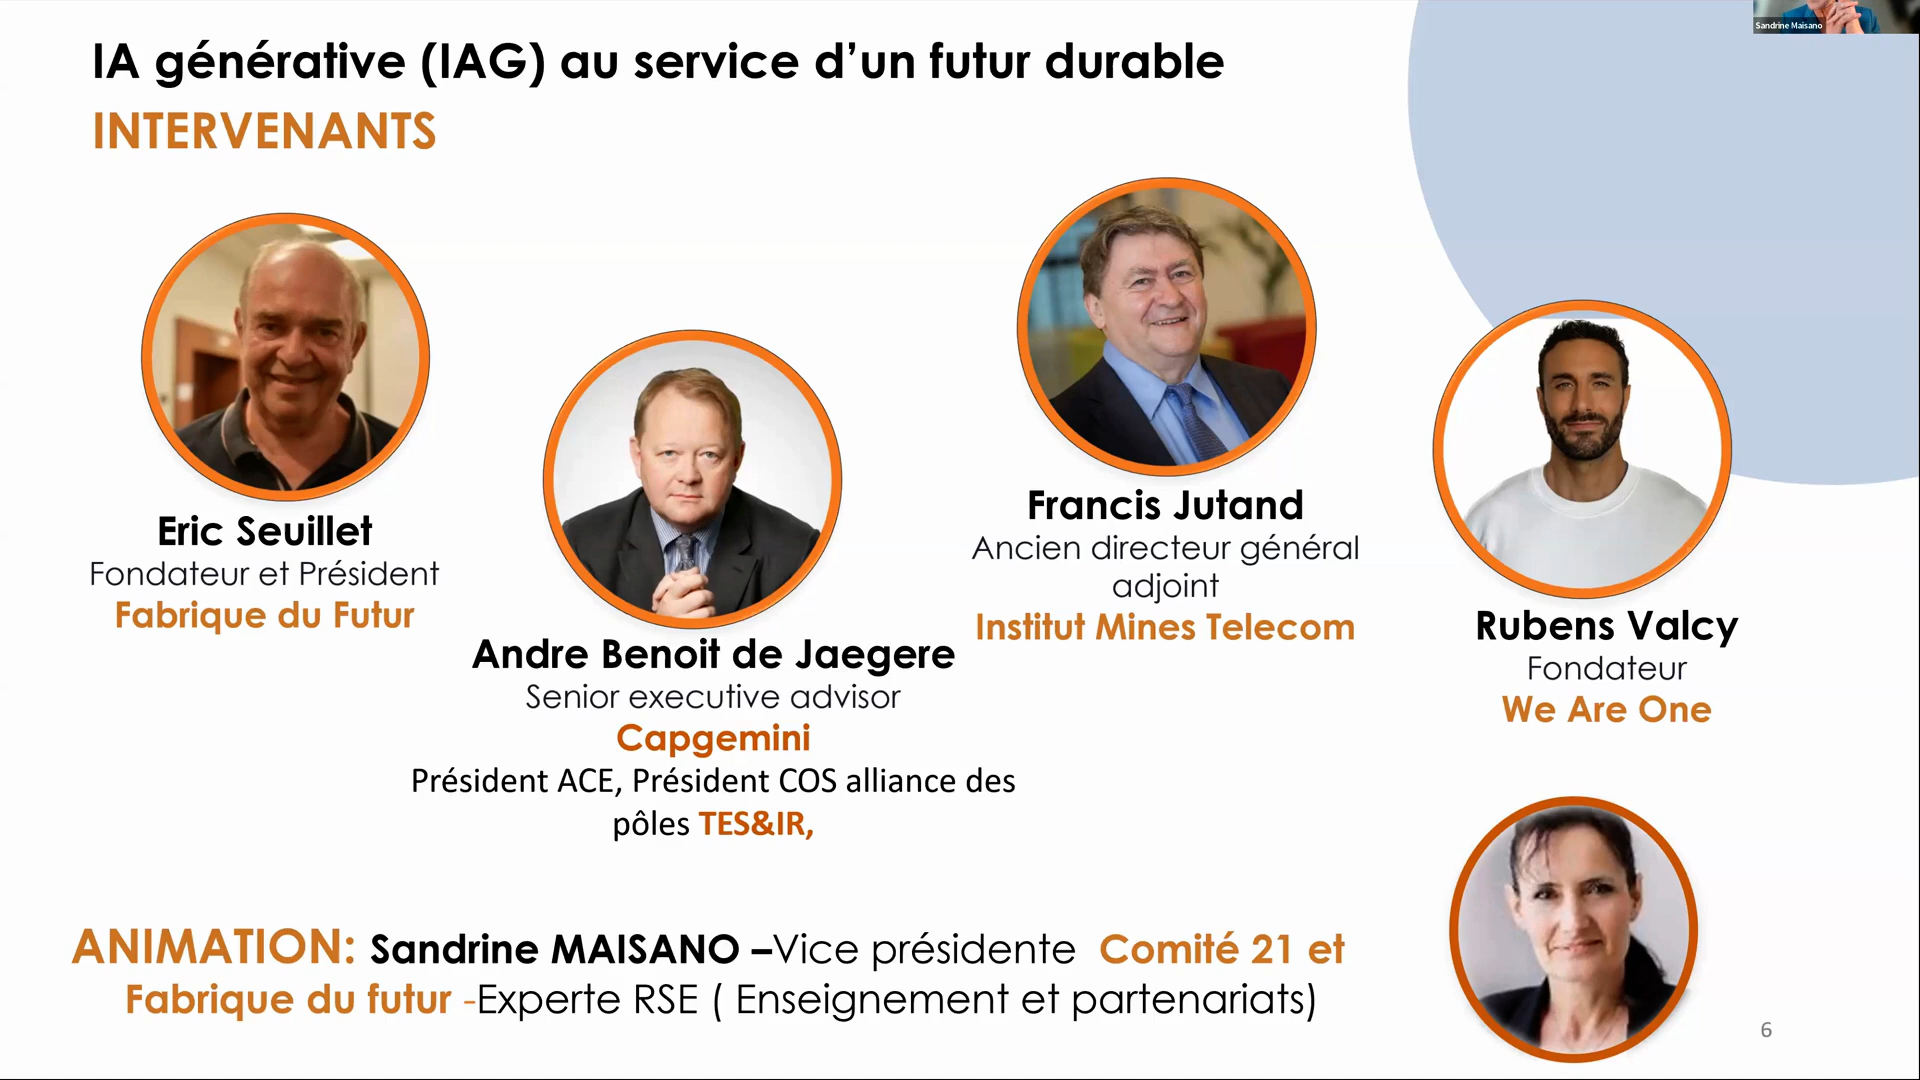 Sandrine Maisano
IA générative (IAG) au service d’un futur durable
INTERVENANTS
Eric Seuillet
Fondateur et Président
Fabrique du Futur
Andre Benoit de Jaegere
Senior executive advisor
Capgemini
Président ACE, Président COS alliance des
pôles TES&IR,
Francis Jutand
Ancien directeur général
adjoint
Institut Mines Telecom
Rubens Valcy
Fondateur
We Are One
ANIMATION: Sandrine MAISANO –Vice présidente Comité 21 et
Fabrique du futur -Experte RSE ( Enseignement et partenariats)
6